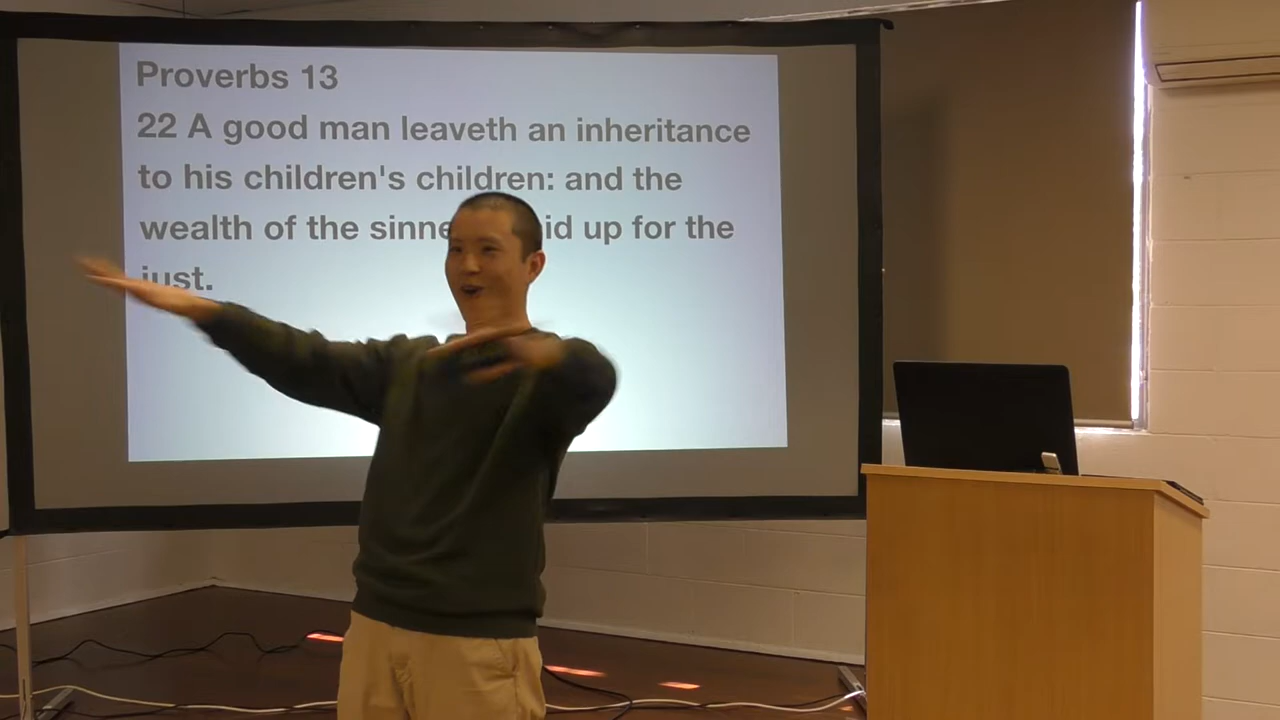 Proverbs 13
22 A good man leaveth an inheritance
to his children's children: and the
wealth of the sinne id up for the
just.